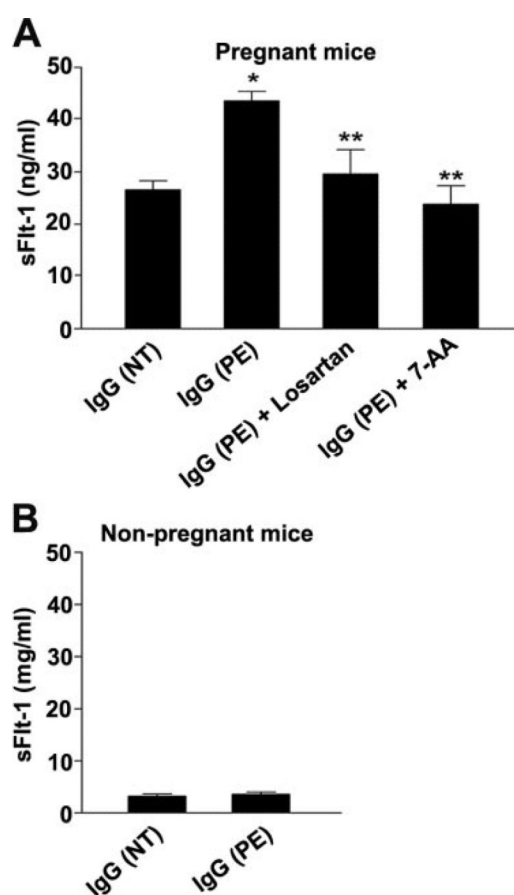 A
Pregnant mice
50
40
30
20
10
0
sFlt-1 (ng/ml)
*
**
**
IgG (NT)
IgG (PE)
IgG (PE) + Losartan
IgG (PE) + 7-AA
B
Non-pregnant mice
50
40
30
20
10
0
sFlt-1 (mg/ml)
IgG (NT)
IgG (PE)